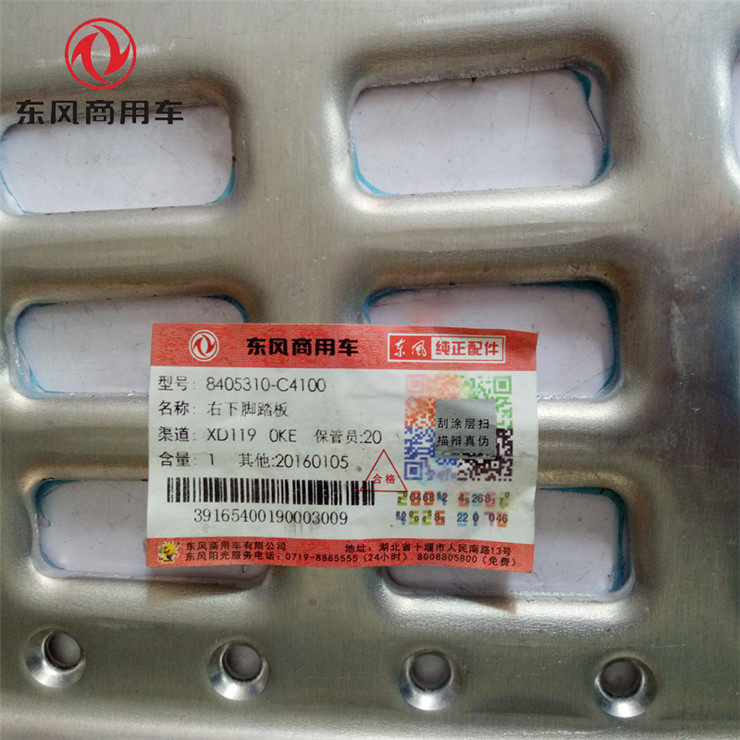 东风商用车
东风商用车
东风 纯正配件
型号: 8405310-C4100
名称: 右下脚踏板
渠道: XD119 0KE 保管员:20
含量: 1 其他:20160105
刮涂层扫
描辩真伪
合格
39165400190003009
东风商用车有限公司 地址: 湖北省十堰市人民南路13号
东风阳光服务电话: 0719-8885555 (24小时) 8008805800 (免费)